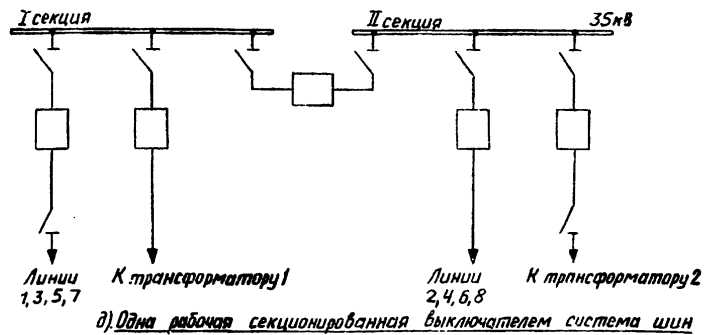 I секция
II секция
35кВ
Линии
1,3,5,7
К трансформатору 1
Линии
2,4,6,8
К трансформатору 2
д). Одна рабочая секционированная выключателем система шин